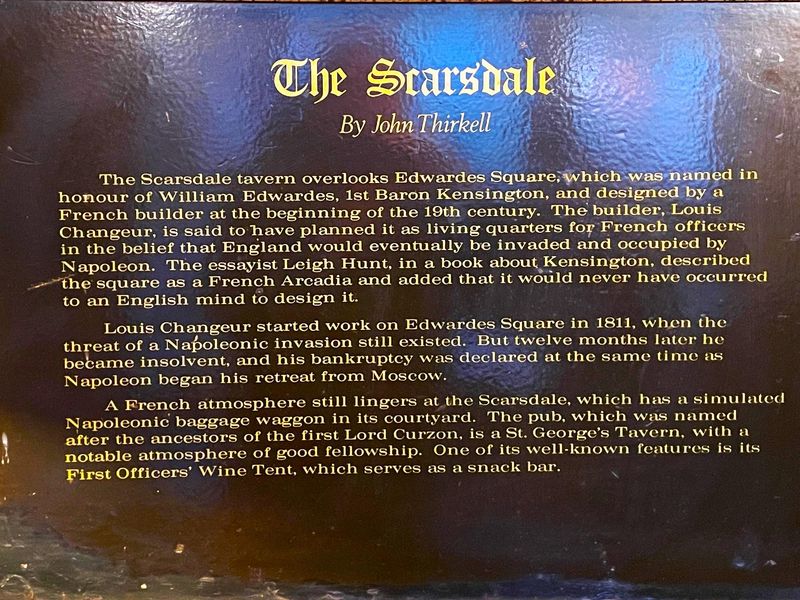 The Scarsdale
By John Thirkell
The Scarsdale tavern overlooks Edwardes Square, which was named in
honour of William Edwardes, 1st Baron Kensington, and designed by a
French builder at the beginning of the 19th century. The builder, Louis
Changeur, is said to have planned it as living quarters for French officers
in the belief that England would eventually be invaded and occupied by
Napoleon. The essayist Leigh Hunt, in a book about Kensington, described
the square as a French Arcadia and added that it would never have occurred
to an English mind to design it.
Louis Changeur started work on Edwardes Square in 1811, when the
threat of a Napoleonic invasion still existed. But twelve months later he
became insolvent, and his bankruptcy was declared at the same time as
Napoleon began his retreat from Moscow.
A French atmosphere still lingers at the Scarsdale, which has a simulated
Napoleonic baggage waggon in its courtyard. The pub, which was named
after the ancestors of the first Lord Curzon, is a St. George's Tavern, with a
notable atmosphere of good fellowship. One of its well-known features is its
First Officers' Wine Tent, which serves as a snack bar.